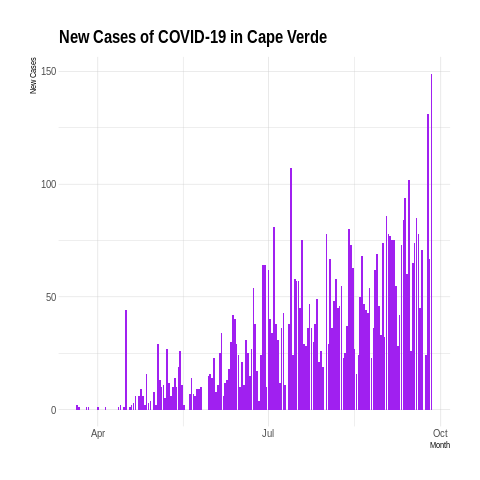 New Cases of COVID-19 in Cape Verde
New Cases
150
100
50
0
Apr
Jul
Oct
Month